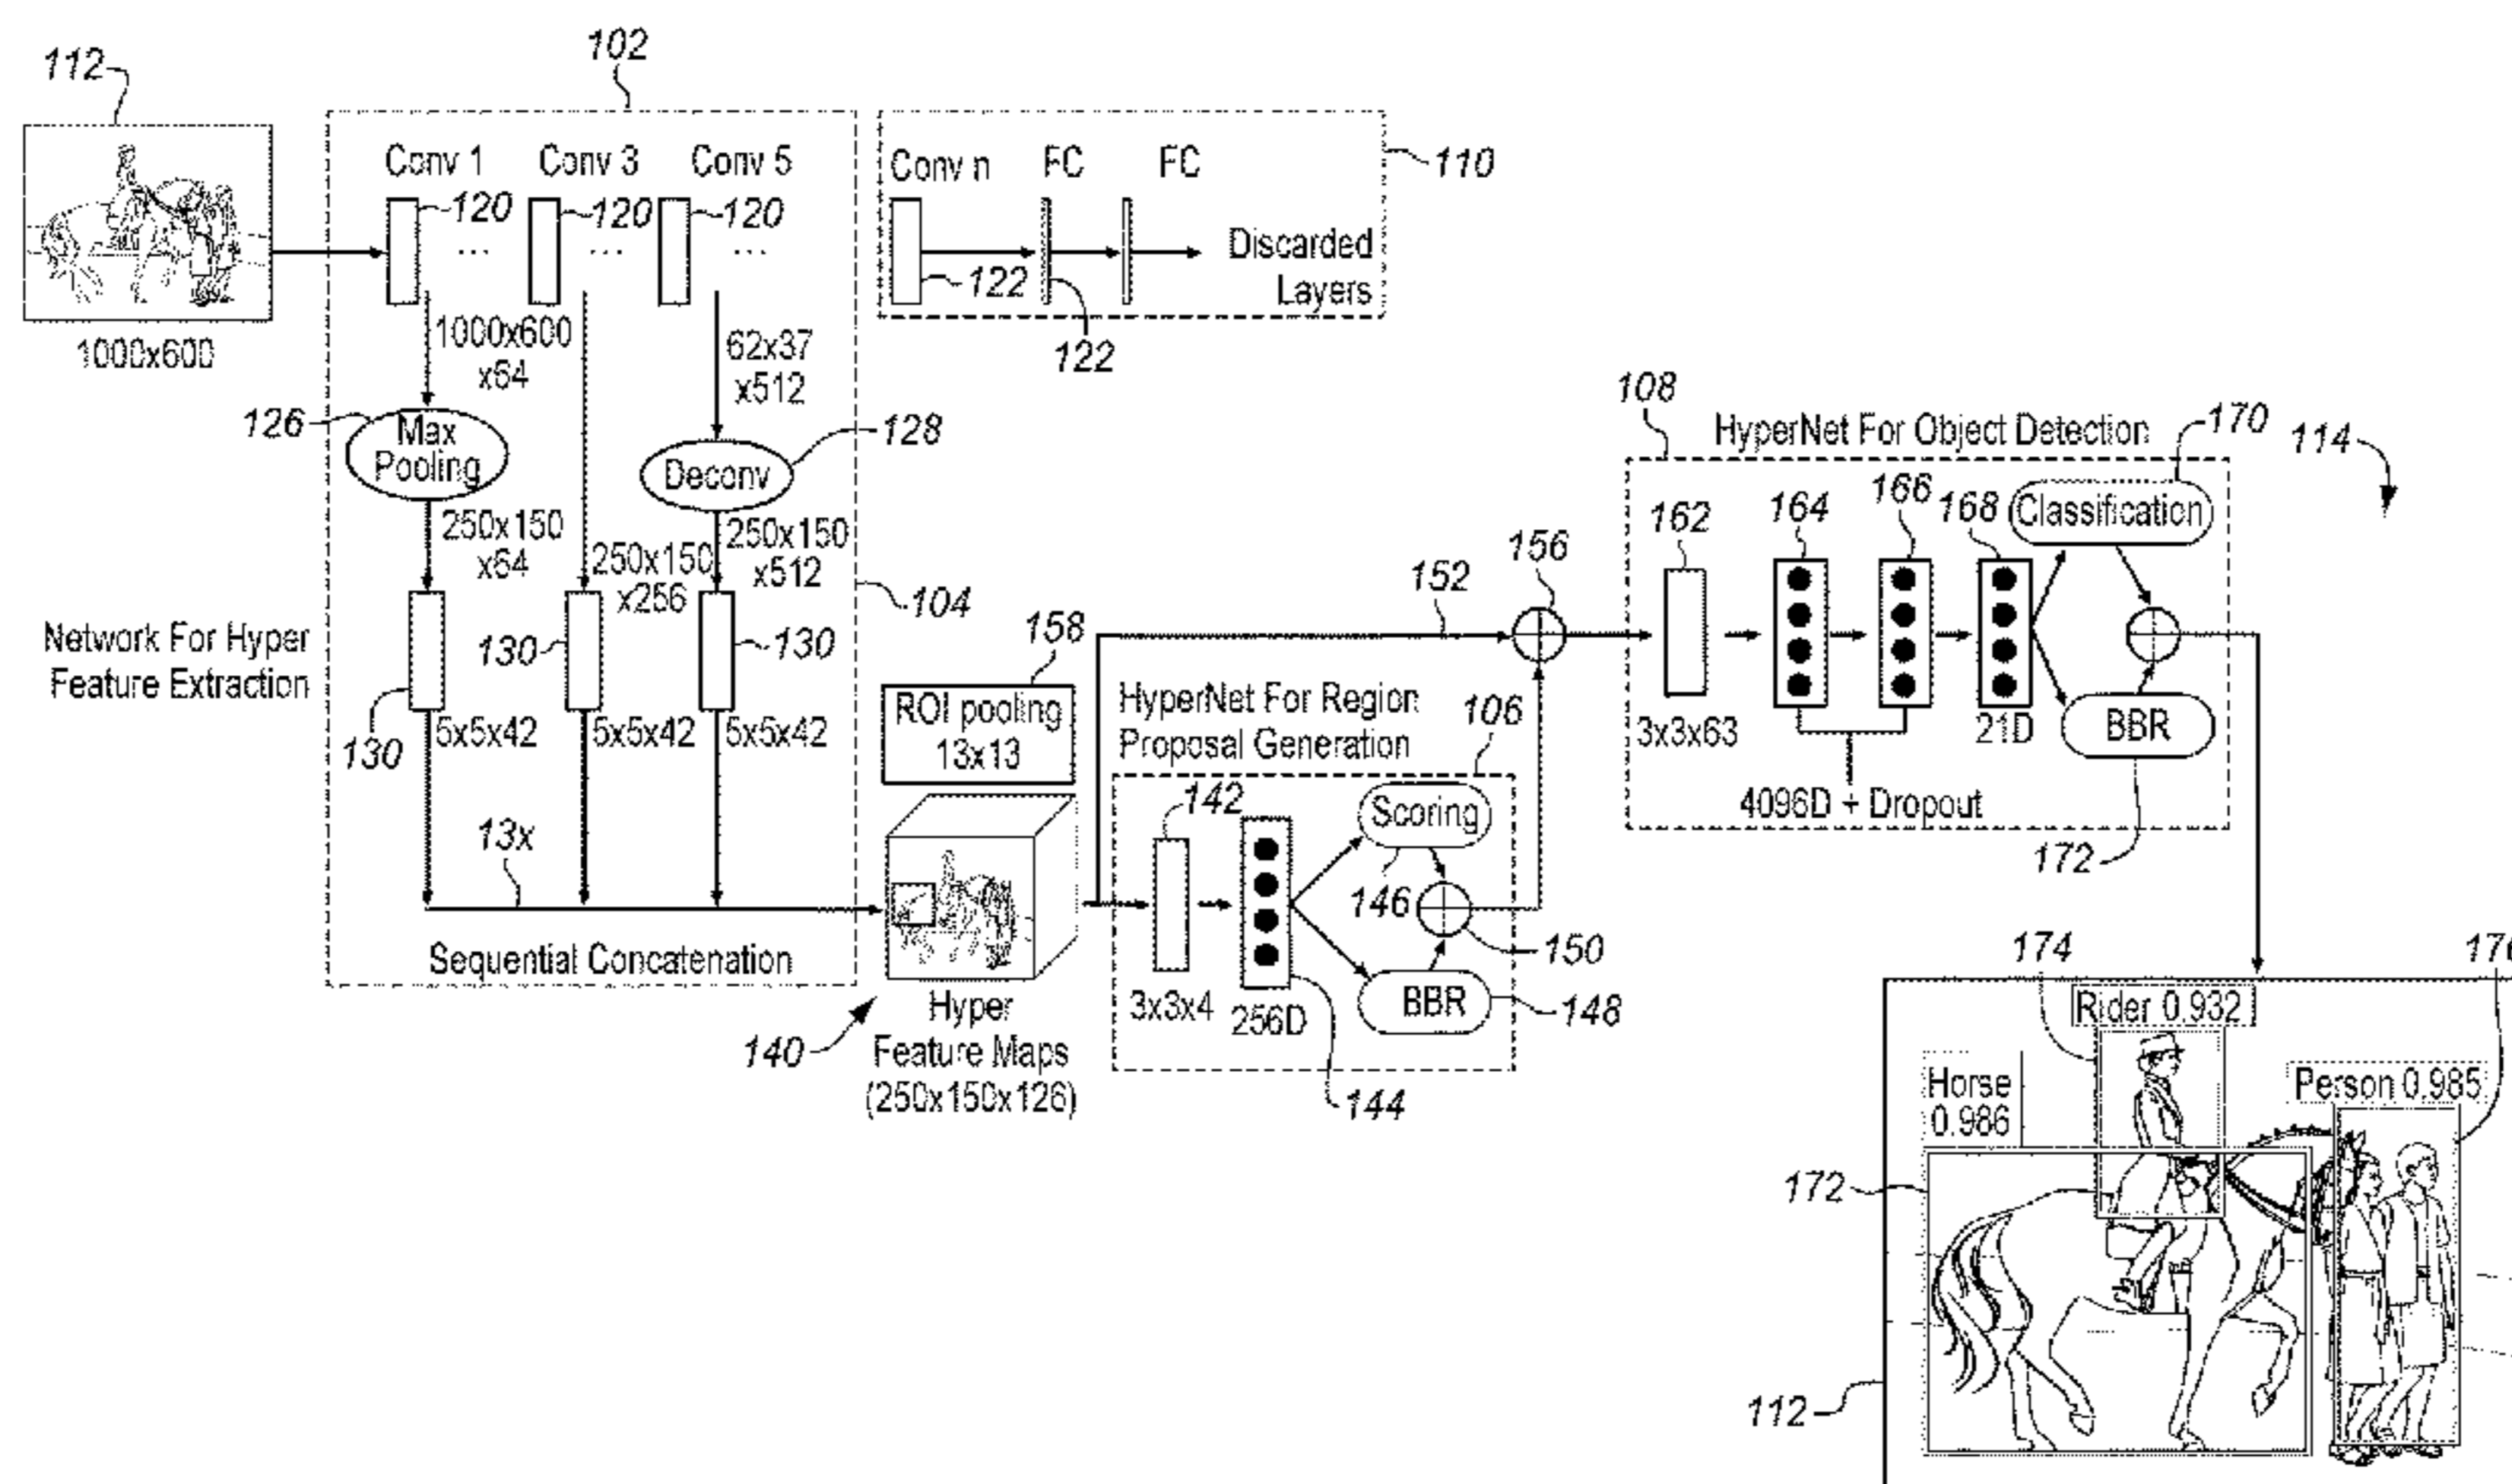 112
1000x600
102
Conv 1
Conv 3
Conv 5
120
120
120
...
...
...
Conv n
FC
FC
110
122
122
Discarded
Layers
1000x600
x64
62x37
x512
126
Max
Pooling
128
Deconv
250x150
x64
250x150
x256
250x150
x512
104
Network For Hyper
Feature Extraction
130
130
130
5x5x42
5x5x42
5x5x42
13x
Sequential Concatenation
158
ROI pooling
13x13
140
Hyper
Feature Maps
(250x150x126)
152
156
HyperNet For Region
Proposal Generation
106
142
3x3x4
256D
144
Scoring
146
150
BBR
148
108
HyperNet For Object Detection
170
114
162
164
166
168
Classification
3x3x63
21D
BBR
4096D + Dropout
172
174
176
Rider 0.932
Horse
0.986
Person 0.985
172
112